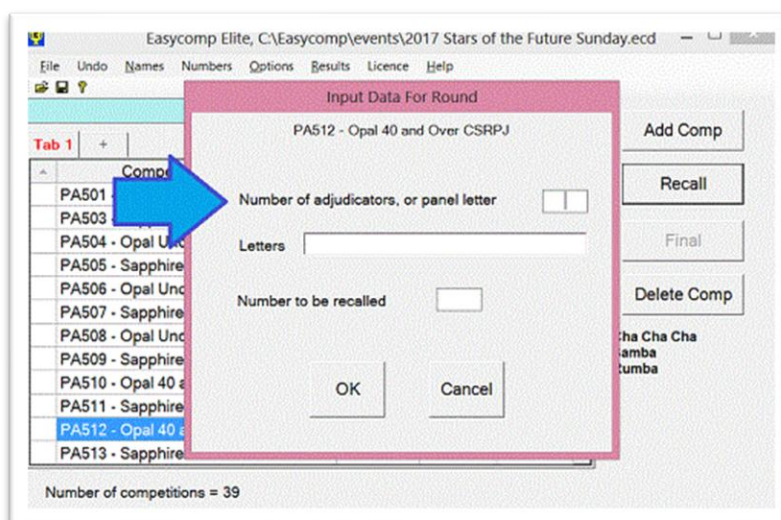 Easycomp Elite, C:\Easycomp\events\2017 Stars of the Future Sunday.ecd
File Undo Names Numbers Options Results Licence Help
Input Data For Round
PA512 - Opal 40 and Over CSRPJ
Add Comp
Tab 1 +
Recall
PA501
Number of adjudicators, or panel letter
PA503
PA504 - Opal
Letters
Final
PA505 - Sapphire
PA506 - Opal
Number to be recalled
Delete Comp
PA507 - Sapphire
PA508 - Opal
Cha Cha Cha
PA509 - Sapphire
PA510 - Opal 40
OK
Cancel
PA511 - Sapphire
PA512 - Opal 40
PA513 - Sapphire
Number of competitions = 39